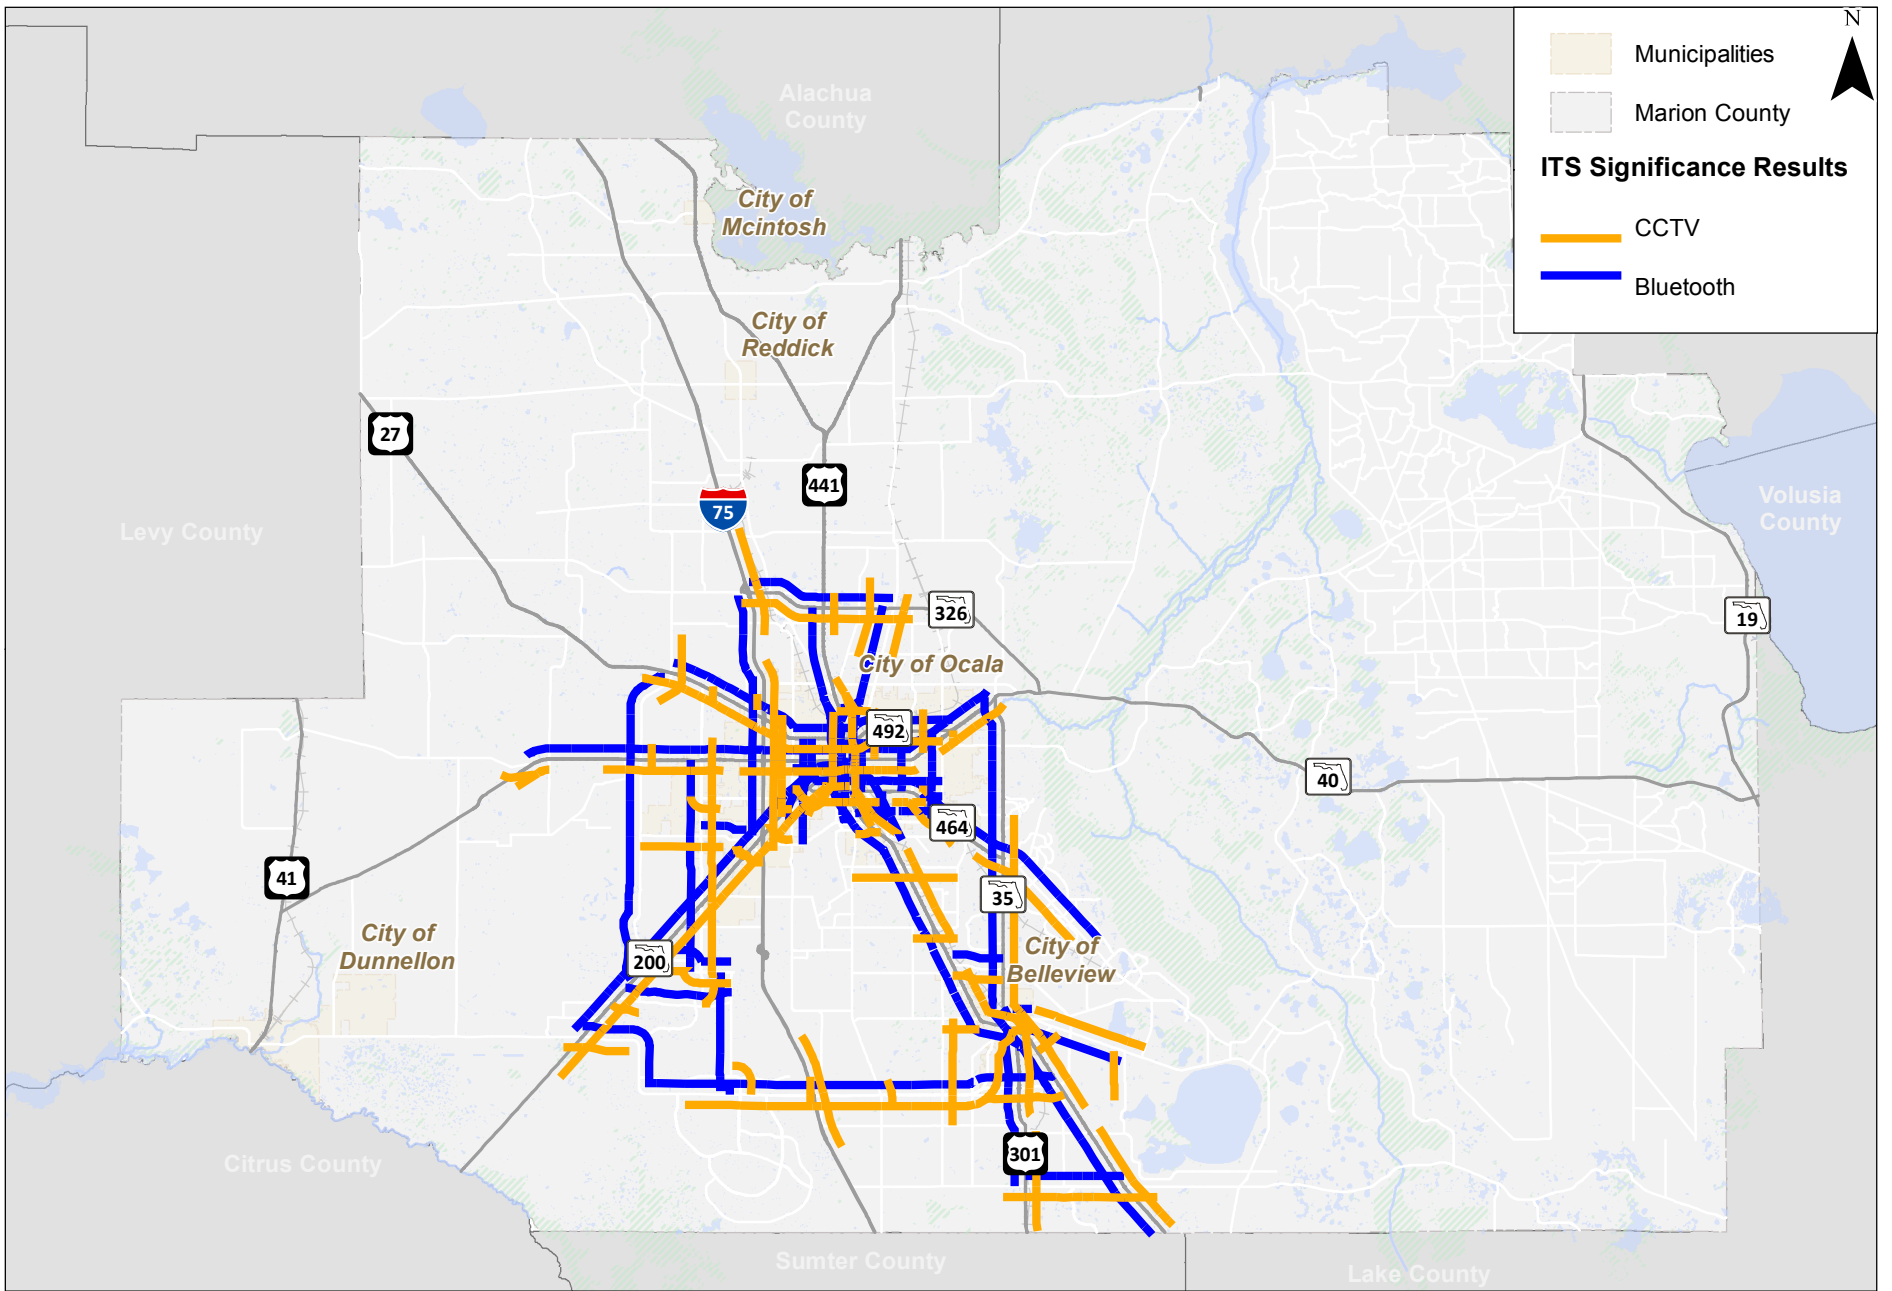 N
Municipalities
Marion County
ITS Significance Results
CCTV
Bluetooth
Alachua
County
City of
Mcintosh
City of
Reddick
27
441
75
Levy County
Volusia
County
326
19
City of Ocala
492
40
464
41
35
City of
Dunnellon
200
City of
Belleview
301
Citrus County
Sumter County
Lake County